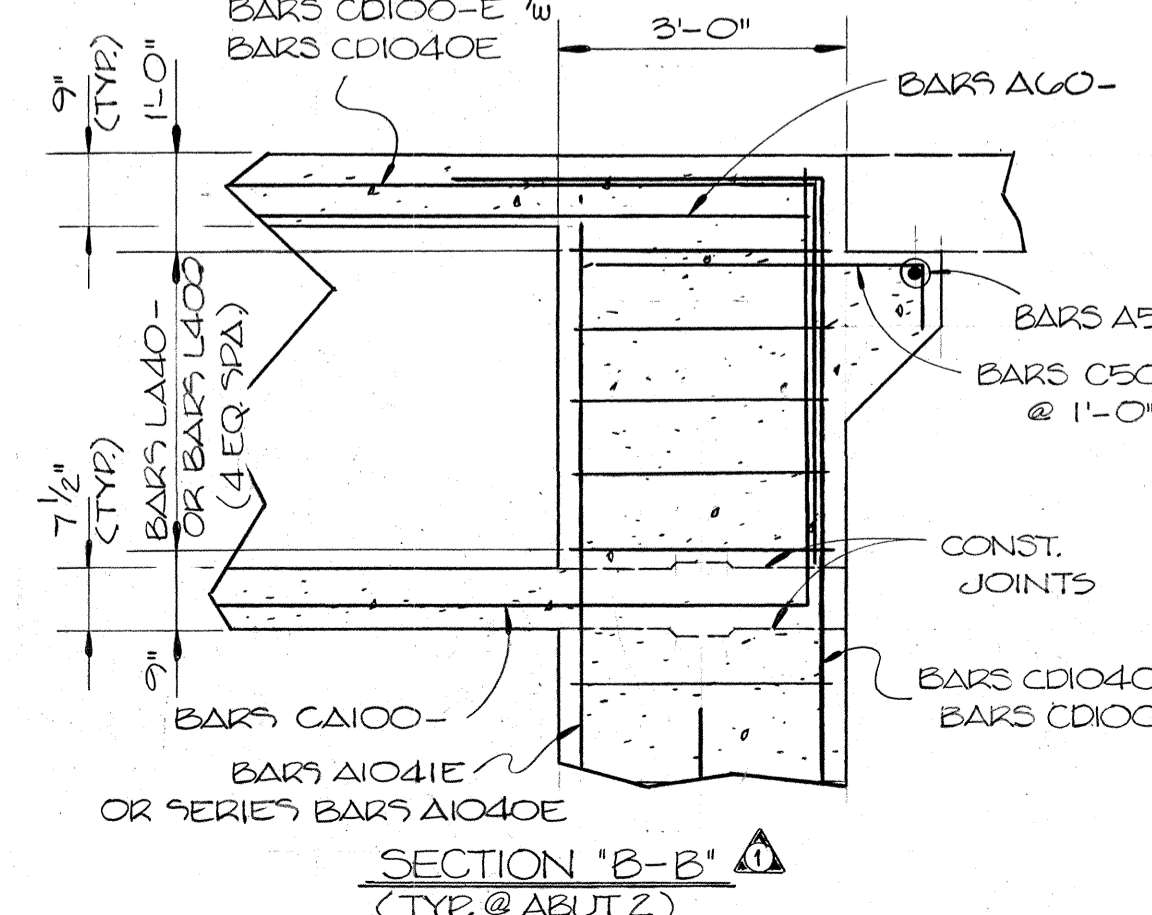 BARS CD100-E
BARS CD1040E
3'-0"
9"
(TYP.)
1'-0"
BARS A60-
BARS A5
BARS C50
@ 1'-0"
BARS LA40-
OR BARS L400
(4 EQ. SPA.)
7 1/2"
(TYP.)
9"
CONST.
JOINTS
BARS CD1040
BARS CD100
BARS CA100-
BARS A1041E
OR SERIES BARS A1040E
SECTION "B-B" 1
(TYP. @ ABUT 2)